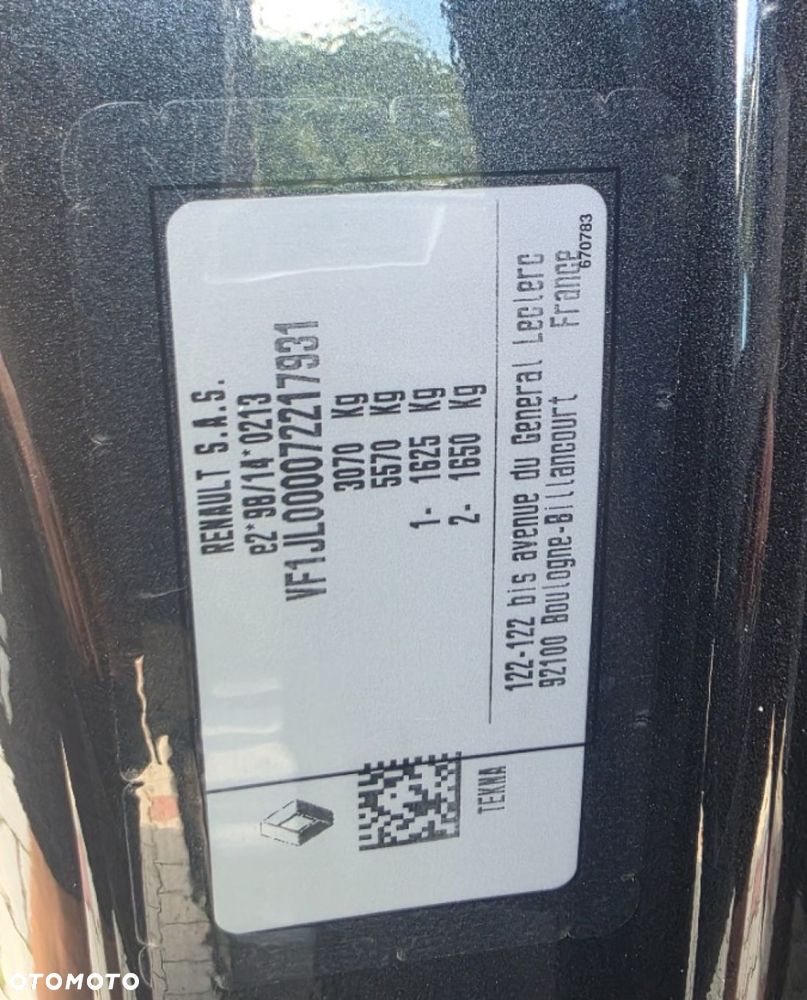 RENAULT S.A.S.
e2*98/14*0213
VF1JL000072217931
3070 Kg
5570 Kg
1- 1625 Kg
2- 1650 Kg
122-122 bis avenue du General Leclerc
92100 Boulogne-Billancourt France
670783
TEKNA
OTOMOTO